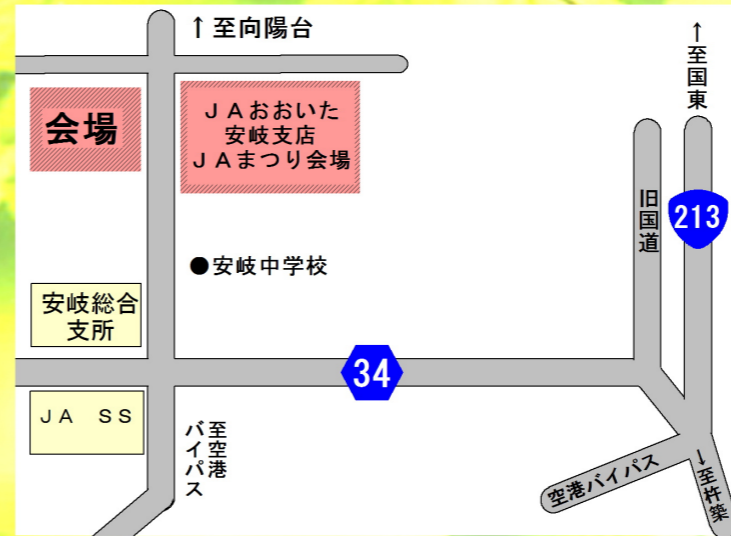 ↑至向陽台
会場
JAおおいた
安岐支店
JAまつり会場
↑至国東
旧国道
213
●安岐中学校
安岐総合
支所
34
JA SS
至空港
バイパス
空港バイパス
↓至杵築